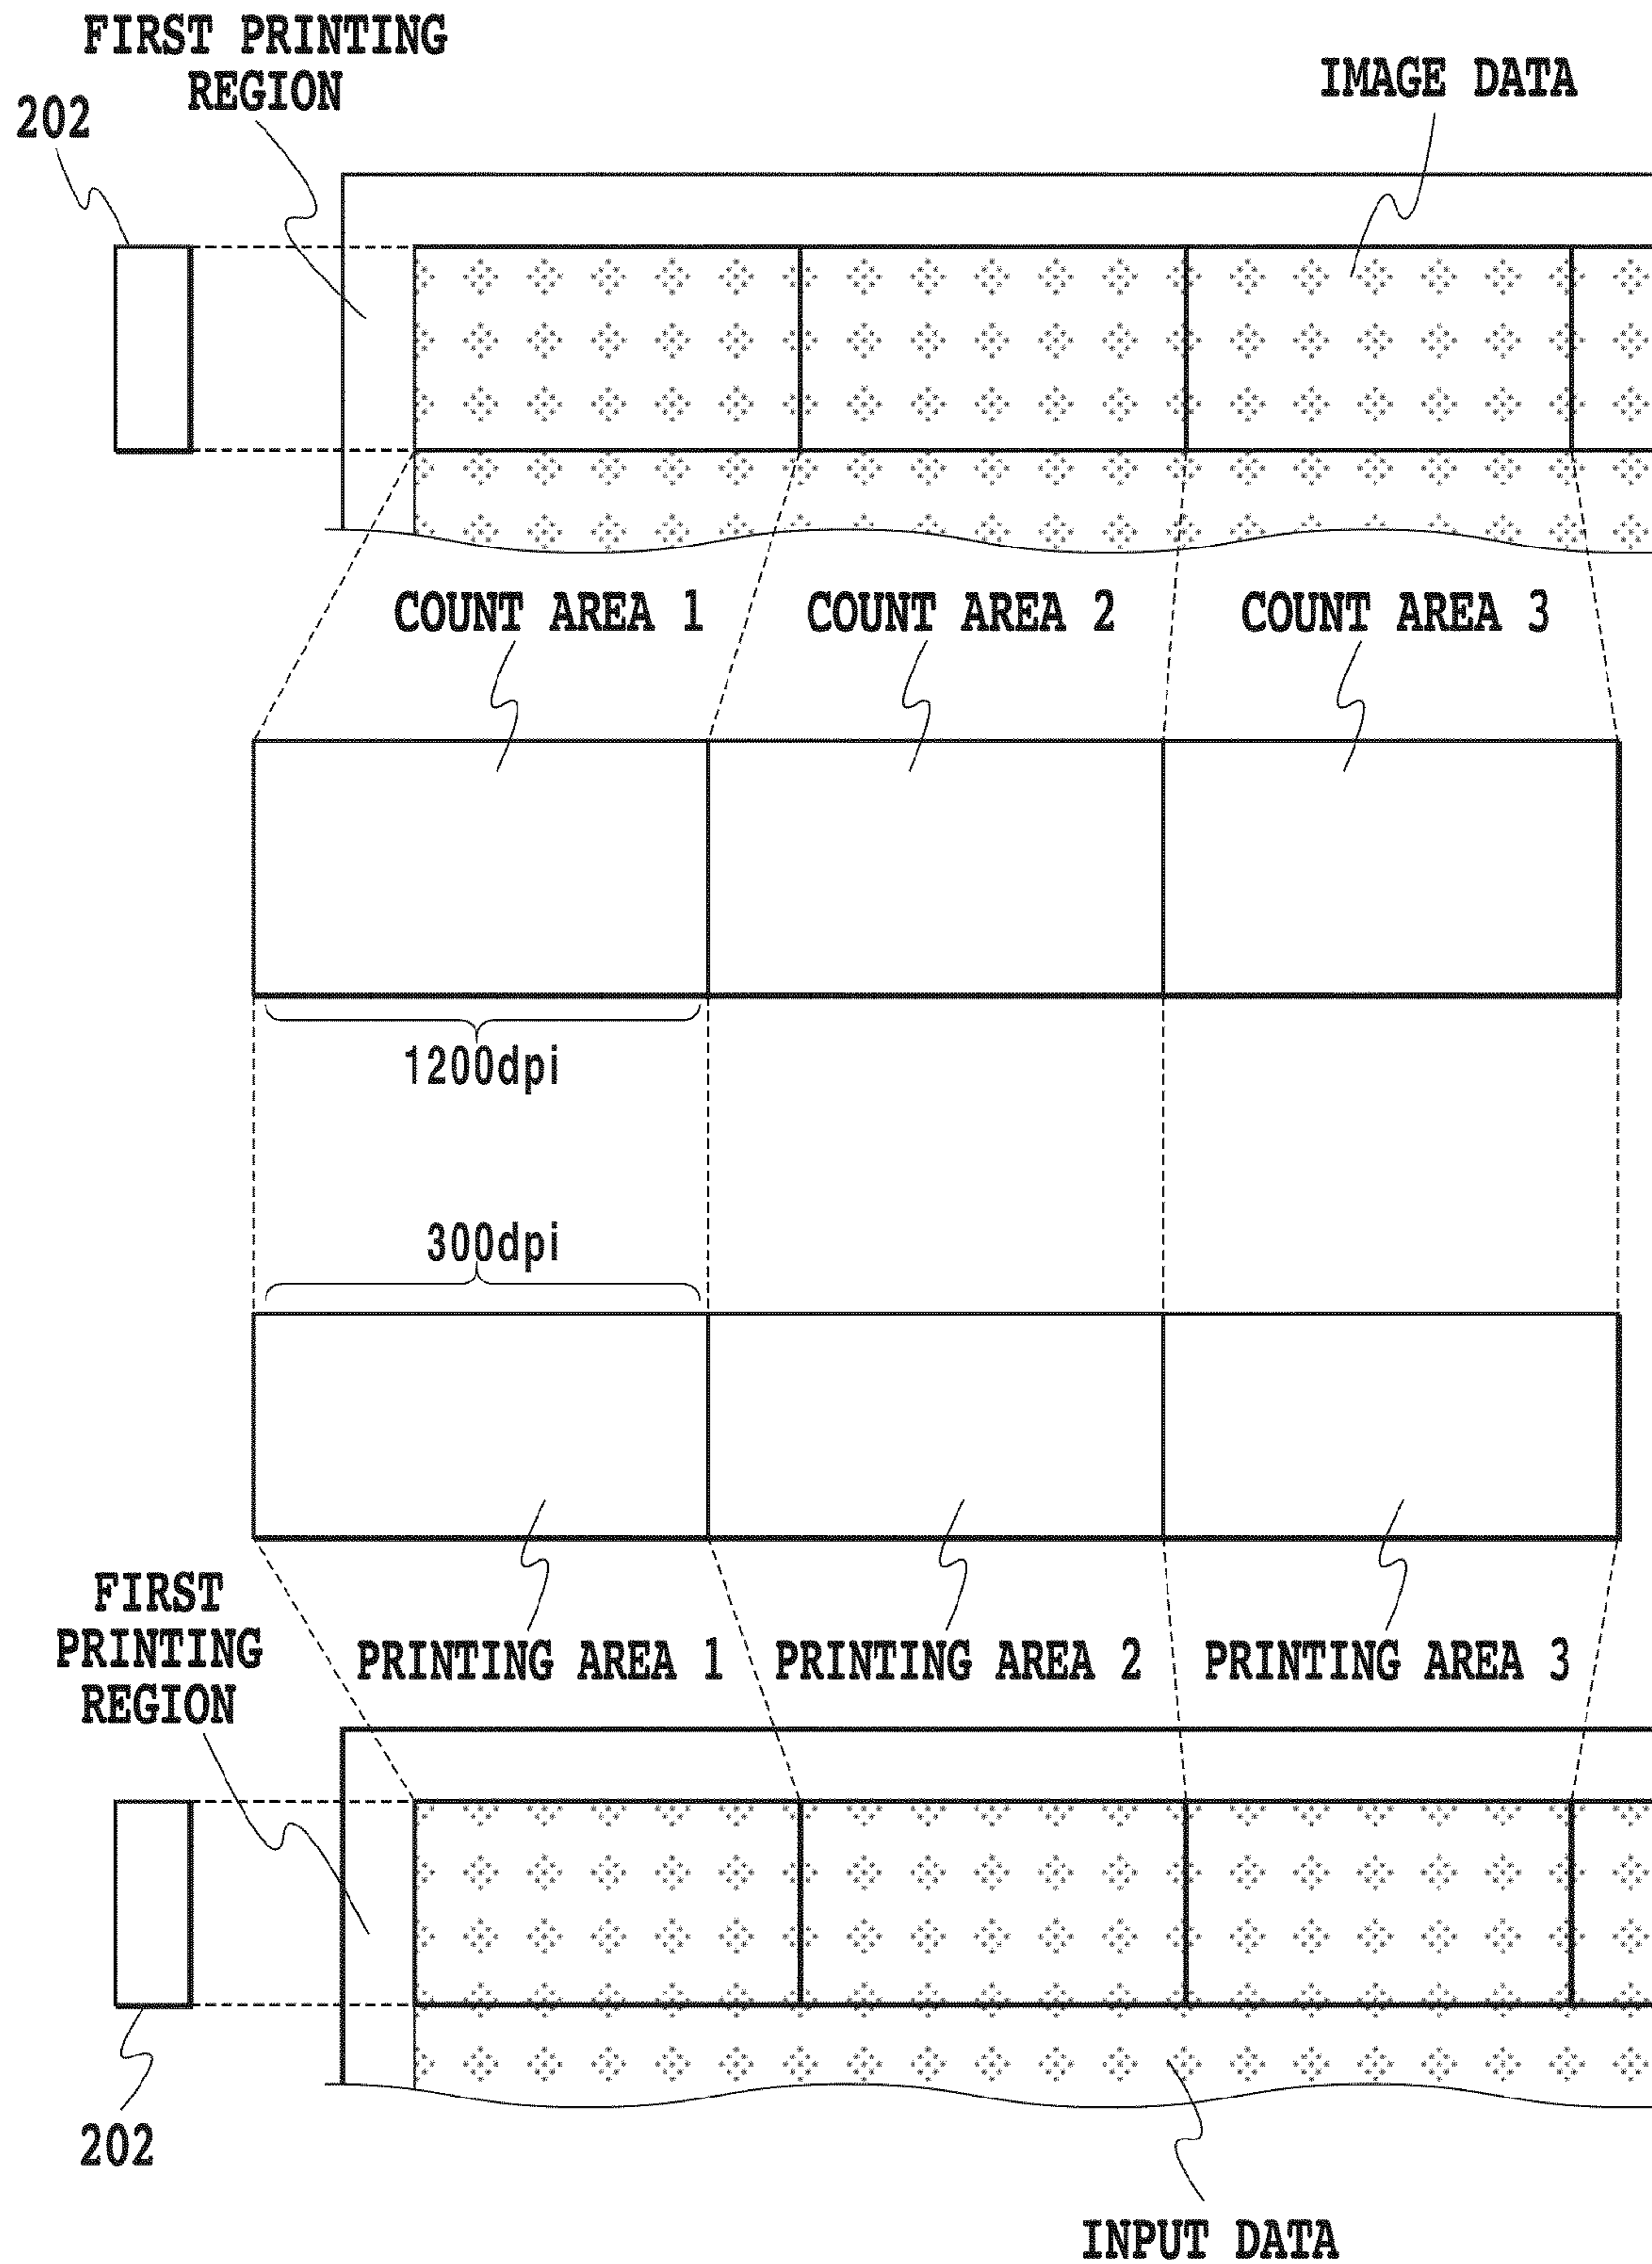 FIRST PRINTING
REGION
IMAGE DATA
202
COUNT AREA 1
COUNT AREA 2
COUNT AREA 3
1200dpi
300dpi
FIRST
PRINTING
REGION
PRINTING AREA 1
PRINTING AREA 2
PRINTING AREA 3
202
INPUT DATA